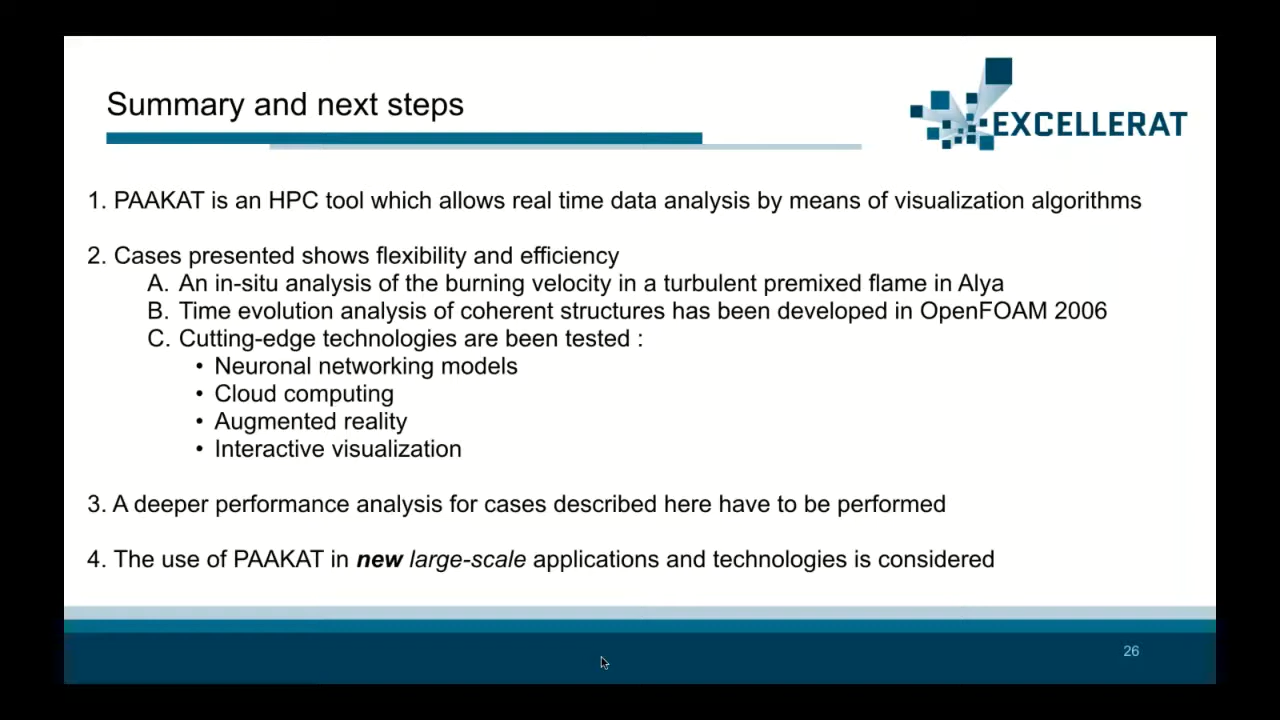 Summary and next steps
EXCELLERAT
1. PAAKAT is an HPC tool which allows real time data analysis by means of visualization algorithms
2. Cases presented shows flexibility and efficiency
A. An in-situ analysis of the burning velocity in a turbulent premixed flame in Alya
B. Time evolution analysis of coherent structures has been developed in OpenFOAM 2006
C. Cutting-edge technologies are been tested :
• Neuronal networking models
• Cloud computing
• Augmented reality
• Interactive visualization
3. A deeper performance analysis for cases described here have to be performed
4. The use of PAAKAT in new large-scale applications and technologies is considered
26